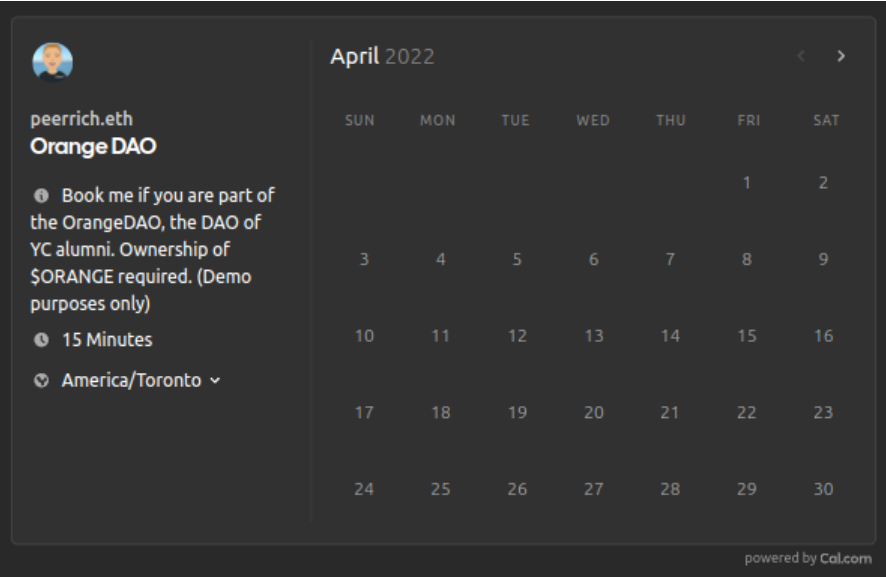 peerrich.eth
Orange DAO
Book me if you are part of
the OrangeDAO, the DAO of
YC alumni. Ownership of
$ORANGE required. (Demo
purposes only)
15 Minutes
America/Toronto
April 2022
SUN MON TUE WED THU FRI SAT
1 2
3 4 5 6 7 8 9
10 11 12 13 14 15 16
17 18 19 20 21 22 23
24 25 26 27 28 29 30
powered by Cal.com